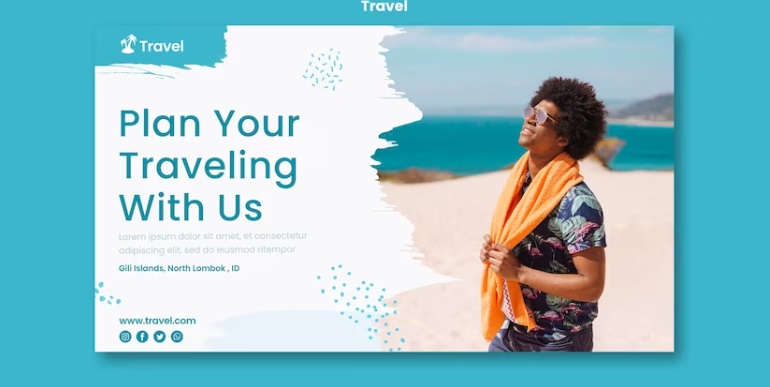 Travel
Travel
Plan Your
Traveling
With Us
Lorem ipsum dolor sit amet, et consectetur
adipiscing elit, sed do eiusmod ritempor
Gili Islands, North Lombok , ID
www.travel.com